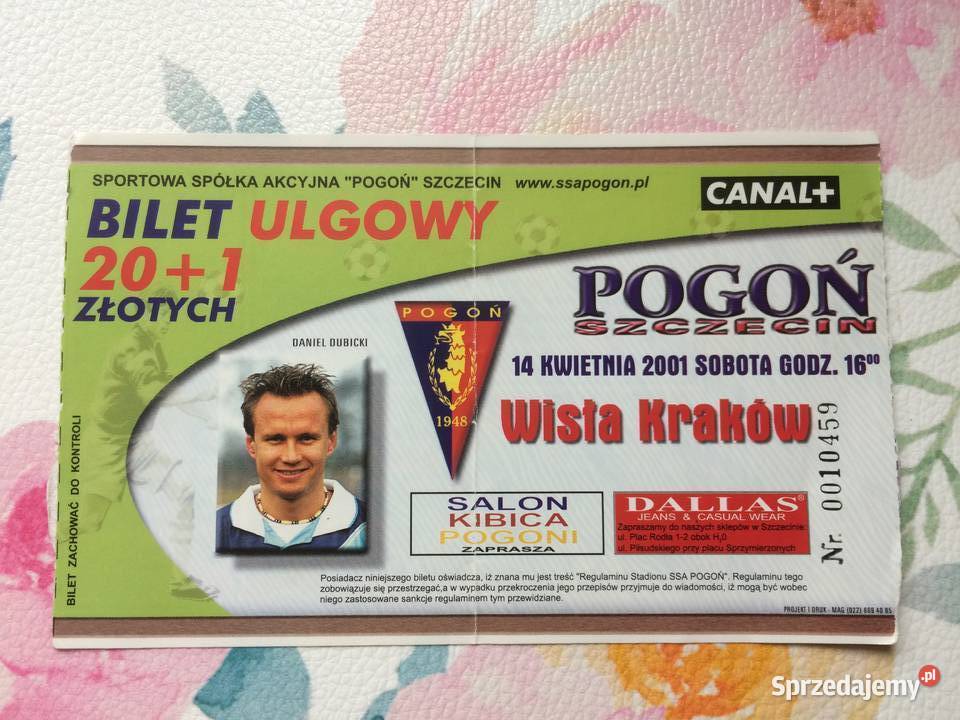 SPORTOWA SPÓŁKA AKCYJNA "POGOŃ" SZCZECIN www.ssapogon.pl
CANAL+
BILET ULGOWY
20+1
ZŁOTYCH
POGOŃ
SZCZECIN
DANIEL DUBICKI
POGOŃ
1948
14 KWIETNIA 2001 SOBOTA GODZ. 16⁰⁰
Wisła Kraków
BILET ZACHOWAĆ DO KONTROLI
Nr. 0010459
SALON
KIBICA
POGONI
ZAPRASZA
DALLAS®
JEANS & CASUAL WEAR
Zapraszamy do naszych sklepów w Szczecinie:
ul. Plac Rodła 1-2 obok H₂0
ul. Piłsudskiego przy placu Sprzymierzonych
Posiadacz niniejszego biletu oświadcza, iż znana mu jest treść "Regulaminu Stadionu SSA POGOŃ". Regulaminu tego
zobowiązuje się przestrzegać,a w wypadku przekroczenia jego przepisów przyjmuje do wiadomości, iż mogą być wobec
niego zastosowane sankcje regulaminem tym przewidziane.
PROJEKT I DRUK - MAG (022) 669 40 65
Sprzedajemy.pl